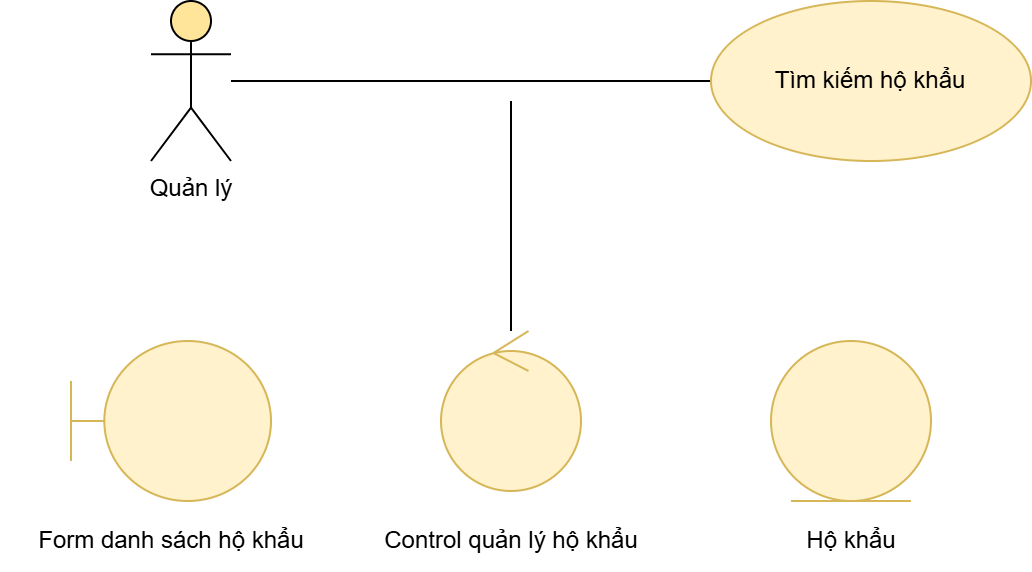 Tìm kiếm hộ khẩu
Quản lý
Form danh sách hộ khẩu
Control quản lý hộ khẩu
Hộ khẩu